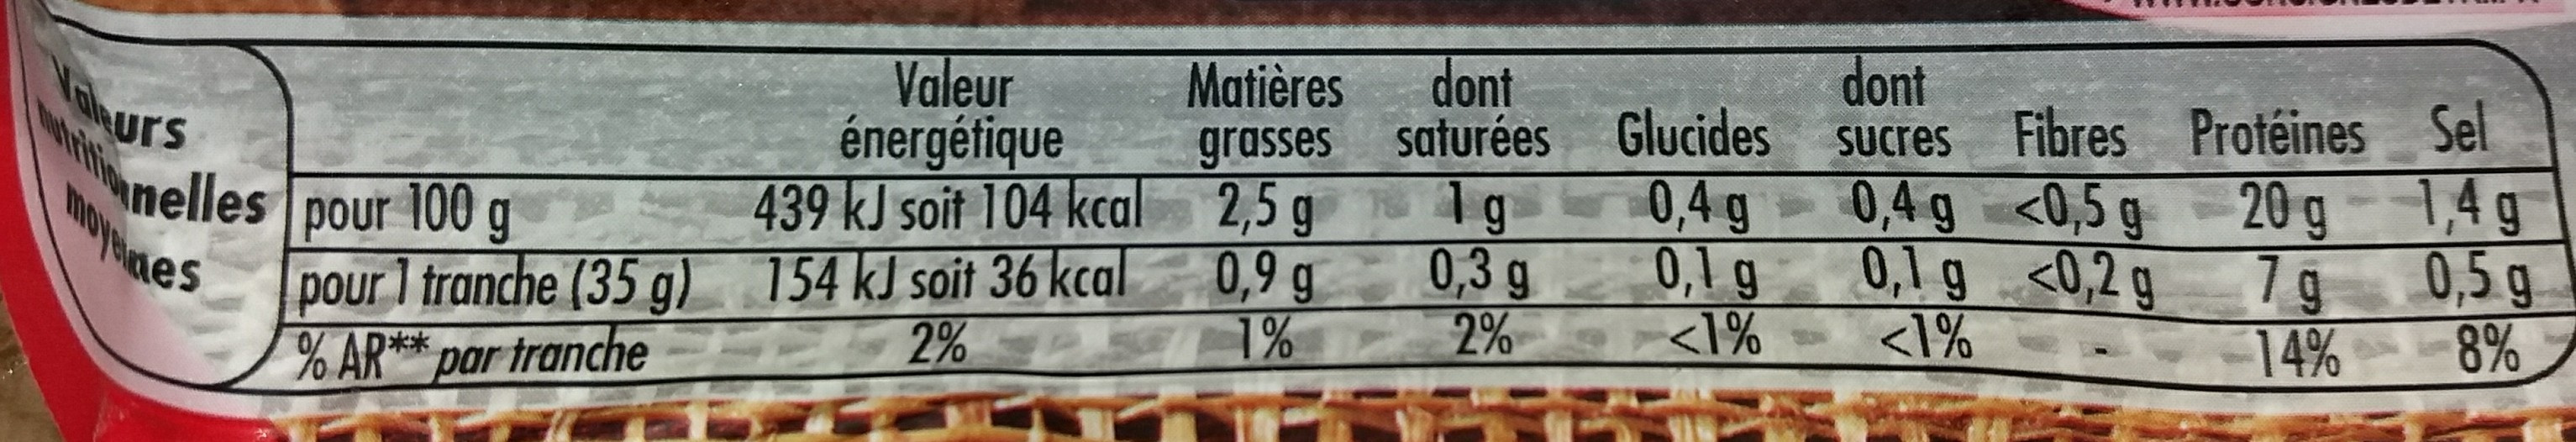 Valeurs
nutritionnelles
moyennes
Valeur énergétique Matières grasses dont saturées Glucides dont sucres Fibres Protéines Sel
pour 100 g 439 kJ soit 104 kcal 2,5 g 1 g 0,4 g 0,4 g <0,5 g 20 g 1,4 g
pour 1 tranche (35 g) 154 kJ soit 36 kcal 0,9 g 0,3 g 0,1 g 0,1 g <0,2 g 7 g 0,5 g
% AR** par tranche 2% 1% 2% <1% <1% - 14% 8%